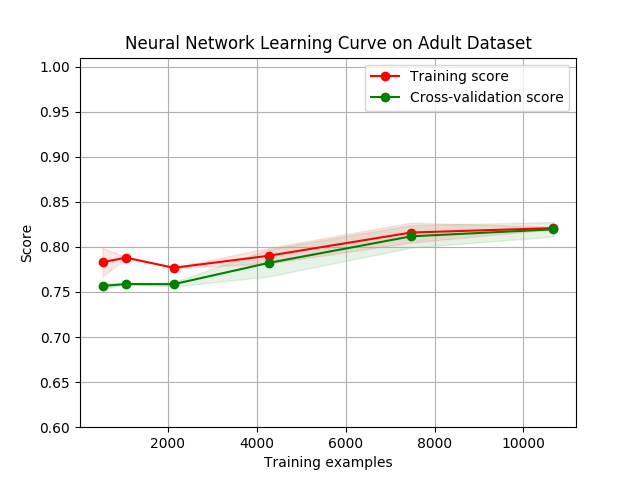 Neural Network Learning Curve on Adult Dataset
Training score
Cross-validation score
1.00
0.95
0.90
0.85
0.80
0.75
0.70
0.65
0.60
Score
2000 4000 6000 8000 10000
Training examples